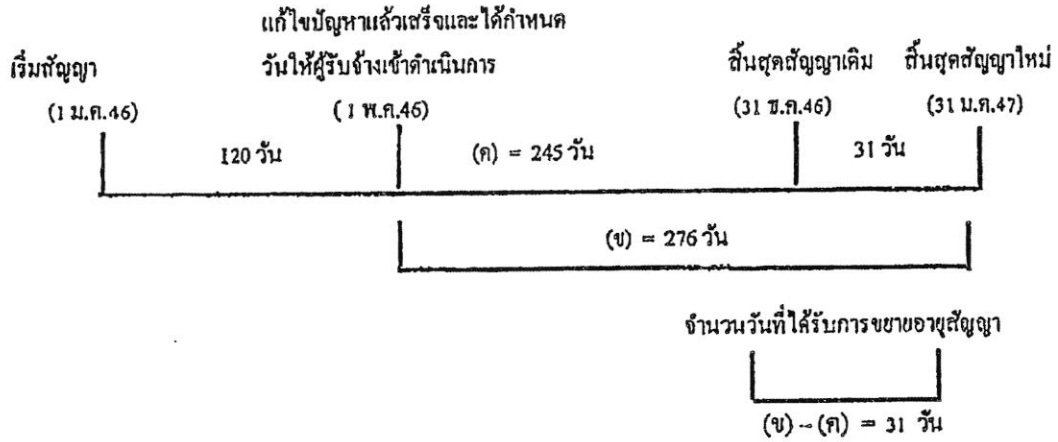 แก้ไขปัญหาแล้วเสร็จและได้กำหนด
เริ่มสัญญา วันให้ผู้รับจ้างเข้าดำเนินการ สิ้นสุดสัญญาเดิม สิ้นสุดสัญญาใหม่
(1 ม.ค.46) (1 พ.ค.46) (31 ธ.ค.46) (31 ม.ค.47)
120 วัน (ค) = 245 วัน 31 วัน
(ข) = 276 วัน
จำนวนวันที่ได้รับการขยายอายุสัญญา
(ข) - (ค) = 31 วัน